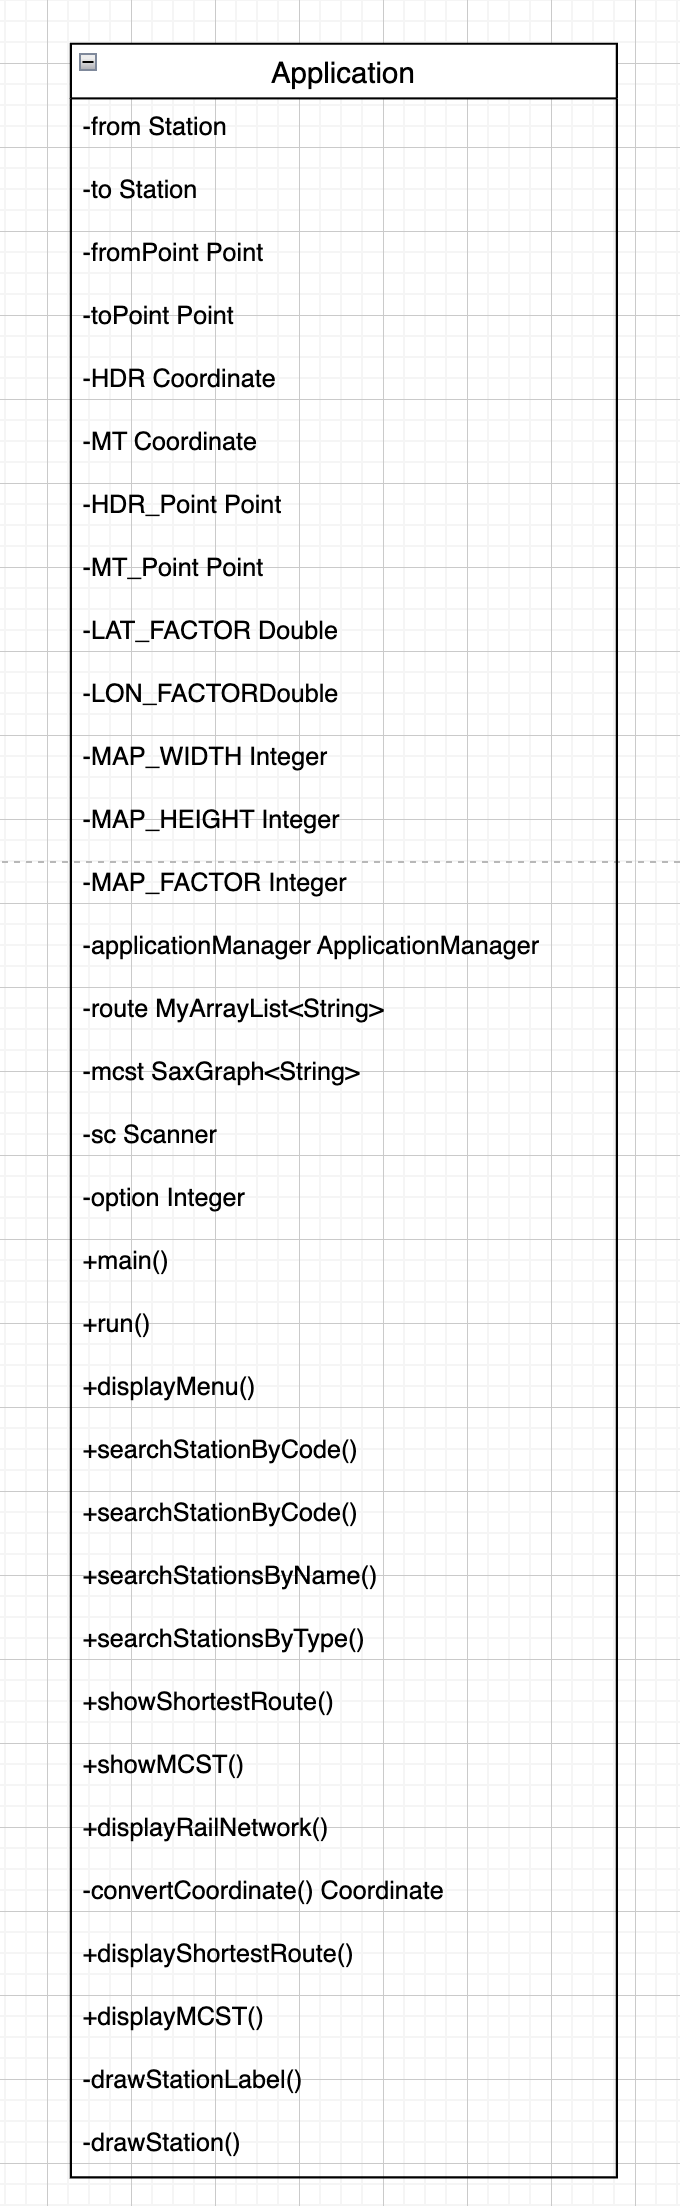 Application
-from Station
-to Station
-fromPoint Point
-toPoint Point
-HDR Coordinate
-MT Coordinate
-HDR_Point Point
-MT_Point Point
-LAT_FACTOR Double
-LON_FACTORDouble
-MAP_WIDTH Integer
-MAP_HEIGHT Integer
-MAP_FACTOR Integer
-applicationManager ApplicationManager
-route MyArrayList<String>
-mcst SaxGraph<String>
-sc Scanner
-option Integer
+main()
+run()
+displayMenu()
+searchStationByCode()
+searchStationByCode()
+searchStationsByName()
+searchStationsByType()
+showShortestRoute()
+showMCST()
+displayRailNetwork()
-convertCoordinate() Coordinate
+displayShortestRoute()
+displayMCST()
-drawStationLabel()
-drawStation()